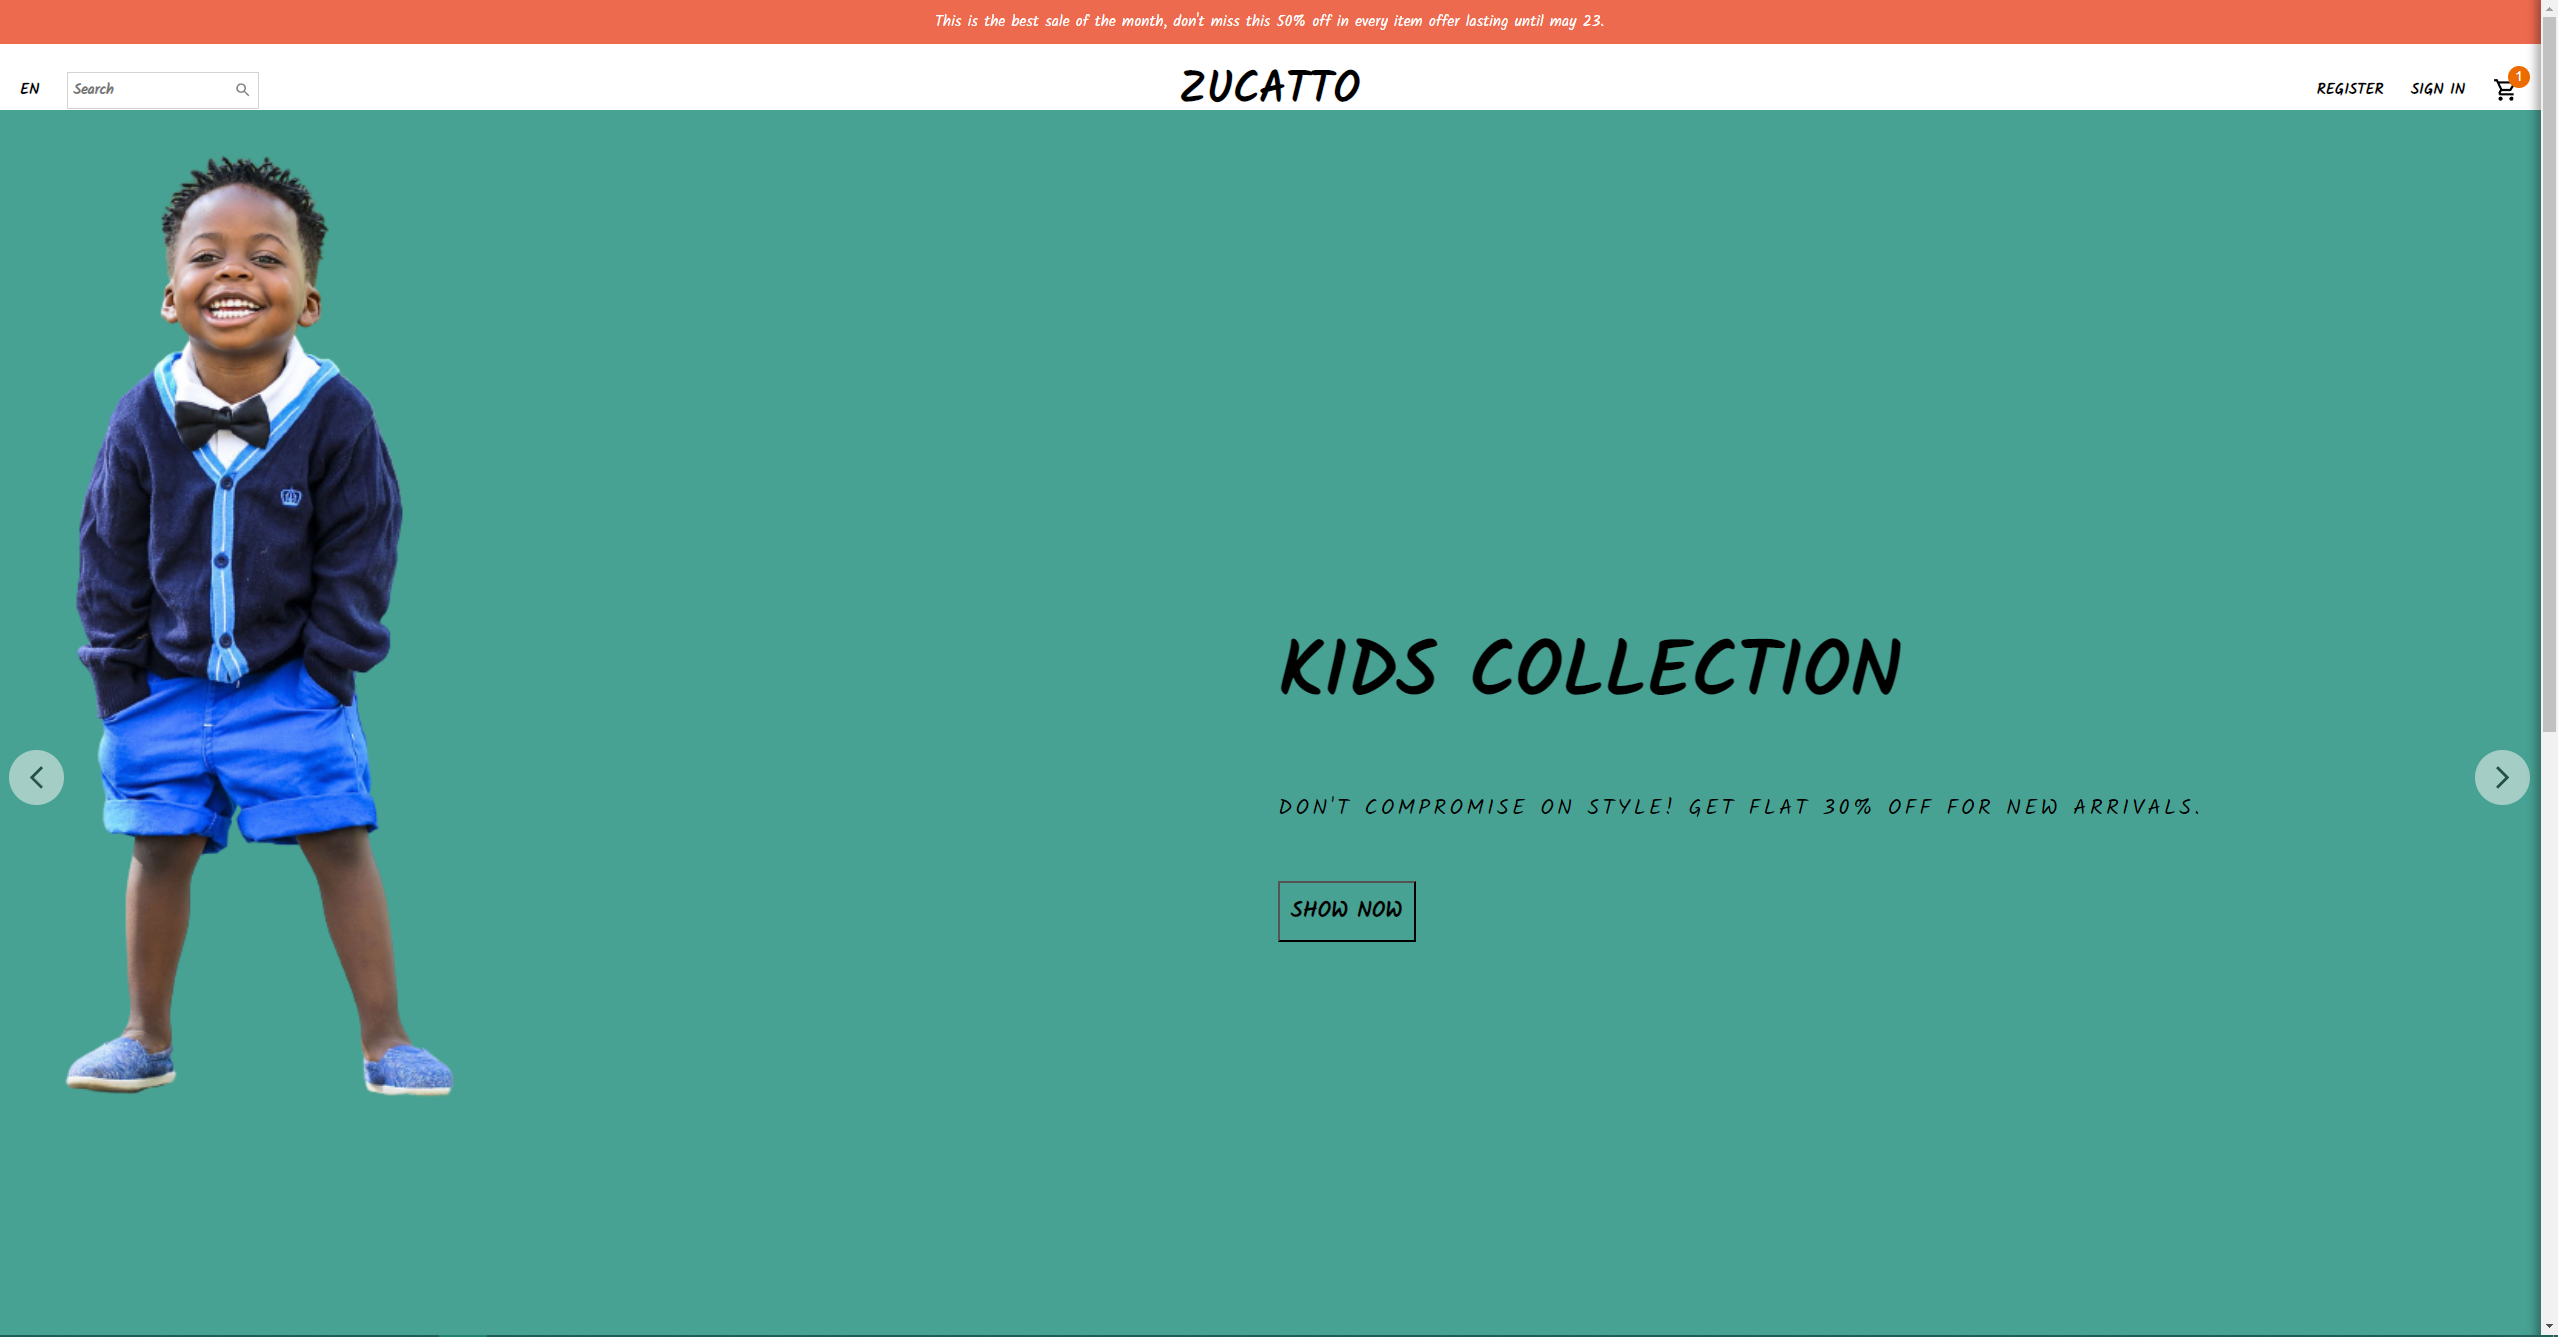 This is the best sale of the month, don't miss this 50% off in every item offer lasting until may 23.
EN
Search
ZUCATTO
REGISTER
SIGN IN
1
KIDS COLLECTION
DON'T COMPROMISE ON STYLE! GET FLAT 30% OFF FOR NEW ARRIVALS.
SHOW NOW